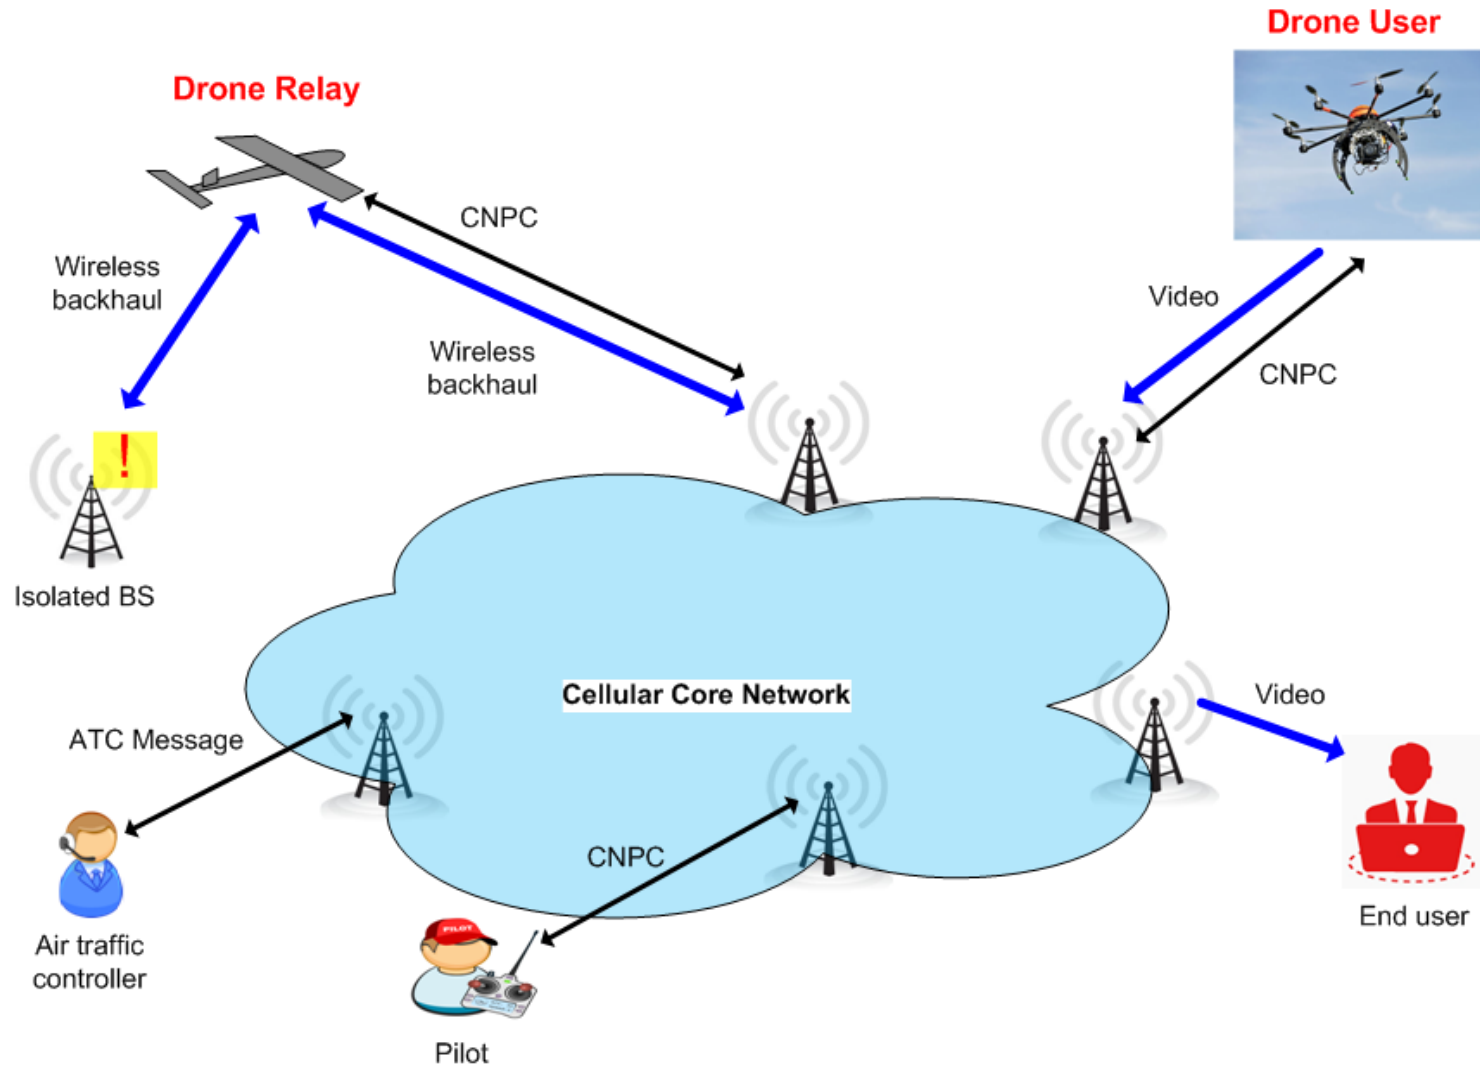 Drone User
Drone Relay
CNPC
Wireless
backhaul
Video
Wireless
backhaul
CNPC
!
Isolated BS
Cellular Core Network
Video
ATC Message
CNPC
PILOT
End user
Air traffic
controller
Pilot